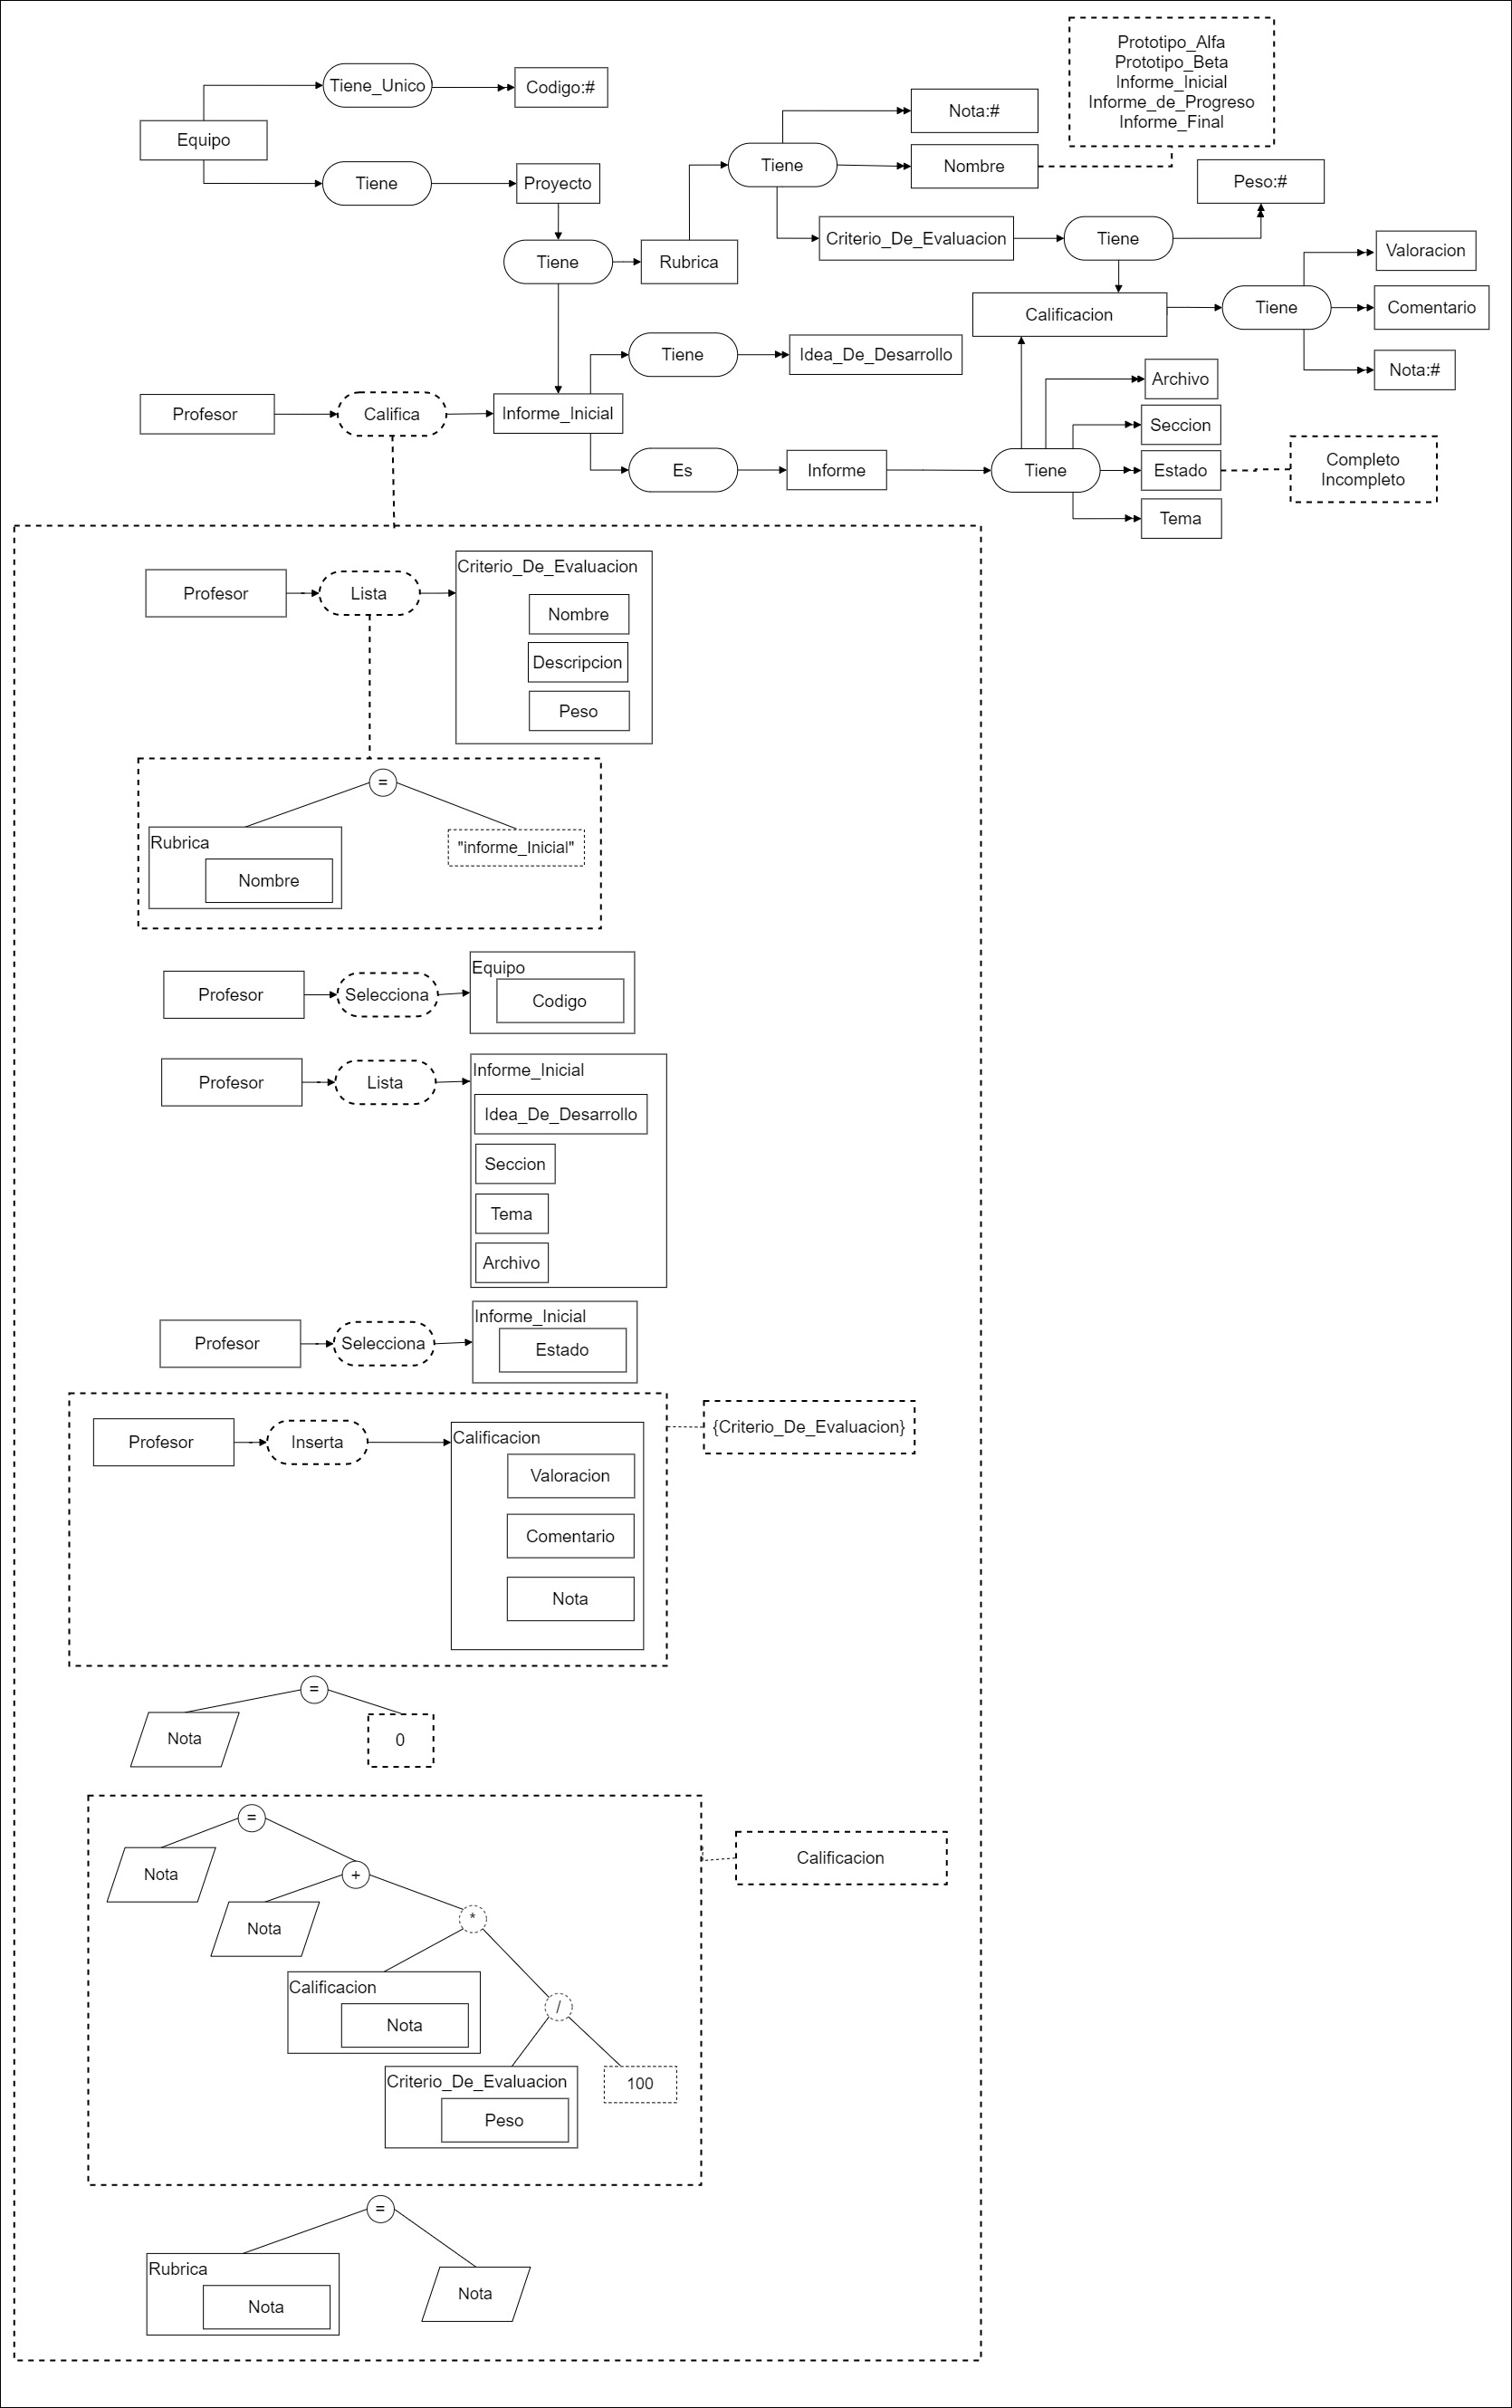 Prototipo_Alfa
Prototipo_Beta
Informe_Inicial
Informe_de_Progreso
Informe_Final
Tiene_Unico
Codigo:#
Equipo
Nota:#
Tiene
Nombre
Tiene
Proyecto
Peso:#
Criterio_De_Evaluacion
Tiene
Tiene
Rubrica
Valoracion
Calificacion
Tiene
Comentario
Tiene
Idea_De_Desarrollo
Nota:#
Archivo
Profesor
Califica
Informe_Inicial
Seccion
Es
Informe
Tiene
Estado
Completo
Incompleto
Tema
Profesor
Lista
Criterio_De_Evaluacion
Nombre
Descripcion
Peso
=
Rubrica
Nombre
"informe_Inicial"
Profesor
Selecciona
Equipo
Codigo
Profesor
Lista
Informe_Inicial
Idea_De_Desarrollo
Seccion
Tema
Archivo
Profesor
Selecciona
Informe_Inicial
Estado
{Criterio_De_Evaluacion}
Profesor
Inserta
Calificacion
Valoracion
Comentario
Nota
=
Nota
0
=
Nota
+
Calificacion
Nota
*
Calificacion
Nota
/
Criterio_De_Evaluacion
Peso
100
=
Rubrica
Nota
Nota